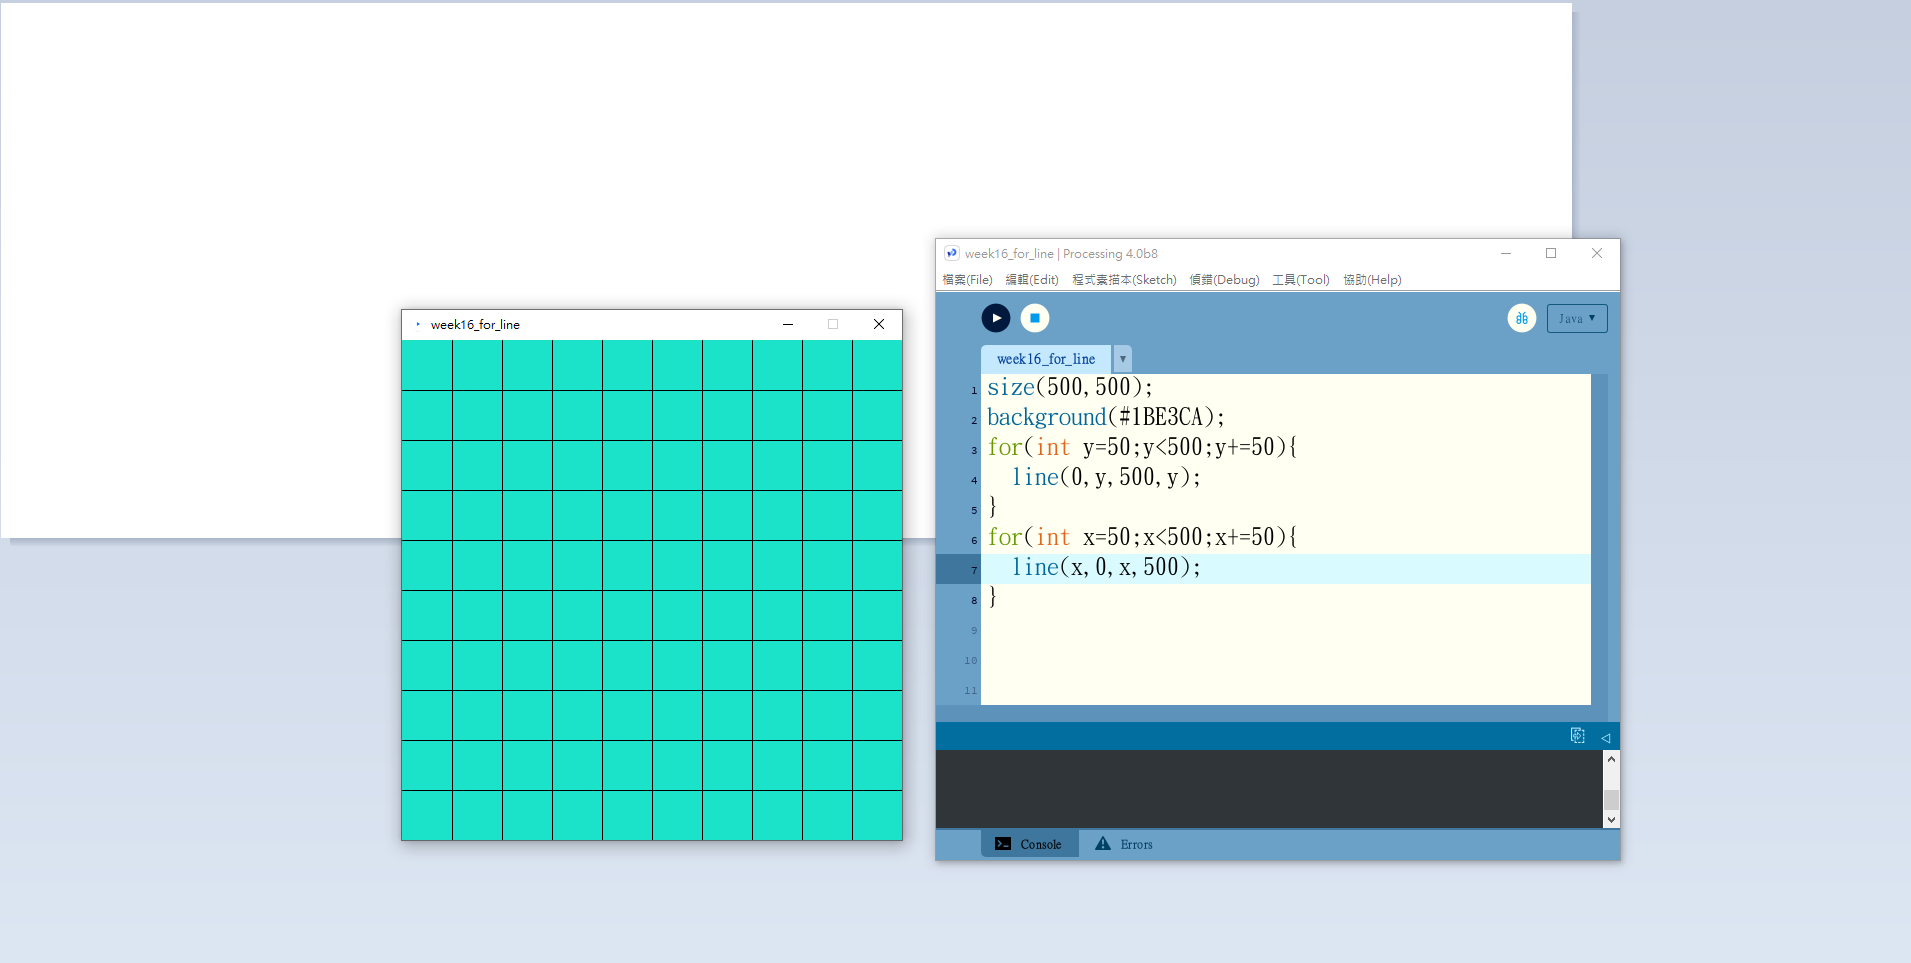 week16_for_line
week16_for_line | Processing 4.0b8
檔案(File) 編輯(Edit) 程式素描本(Sketch) 偵錯(Debug) 工具(Tool) 協助(Help)
Java ▼
week16_for_line ▼
1 size(500,500);
2 background(#1BE3CA);
3 for(int y=50;y<500;y+=50){
4   line(0,y,500,y);
5 }
6 for(int x=50;x<500;x+=50){
7   line(x,0,x,500);
8 }
9
10
11
Console Errors